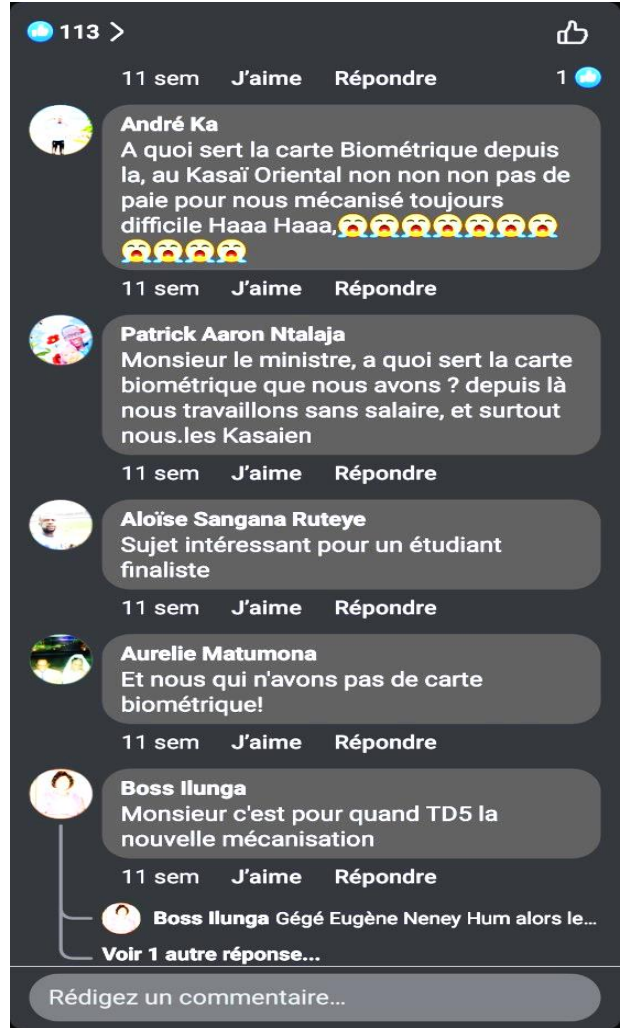 113
11 sem J'aime Répondre 1
André Ka
A quoi sert la carte Biométrique depuis
la, au Kasaï Oriental non non non pas de
paie pour nous mécanisé toujours
difficile Haaa Haaa,😭😭😭😭😭😭😭
😭😭😭😭
11 sem J'aime Répondre
Patrick Aaron Ntalaja
Monsieur le ministre, a quoi sert la carte
biométrique que nous avons ? depuis là
nous travaillons sans salaire, et surtout
nous.les Kasaien
11 sem J'aime Répondre
Aloïse Sangana Ruteye
Sujet intéressant pour un étudiant
finaliste
11 sem J'aime Répondre
Aurelie Matumona
Et nous qui n'avons pas de carte
biométrique!
11 sem J'aime Répondre
Boss Ilunga
Monsieur c'est pour quand TD5 la
nouvelle mécanisation
11 sem J'aime Répondre
Boss Ilunga Gégé Eugène Neney Hum alors le...
Voir 1 autre réponse...
Rédigez un commentaire...